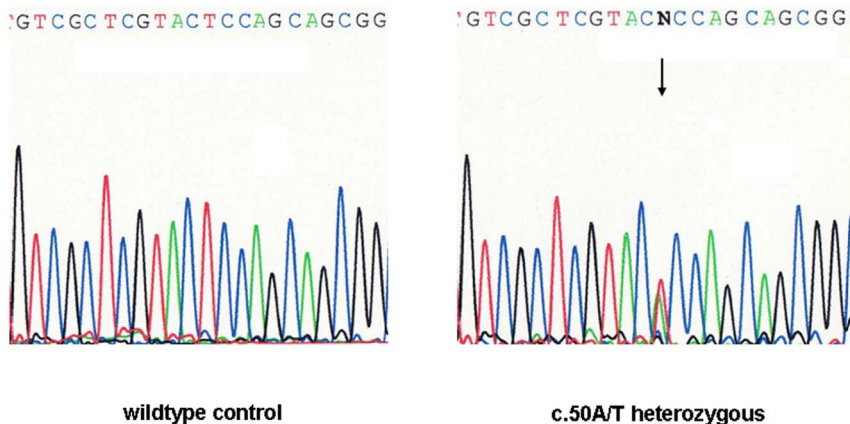 GTCGCTCGTACTCCAGCAGCGG
GTCGCTCGTACNCCAGCAGCGG
wildtype control
c.50A/T heterozygous